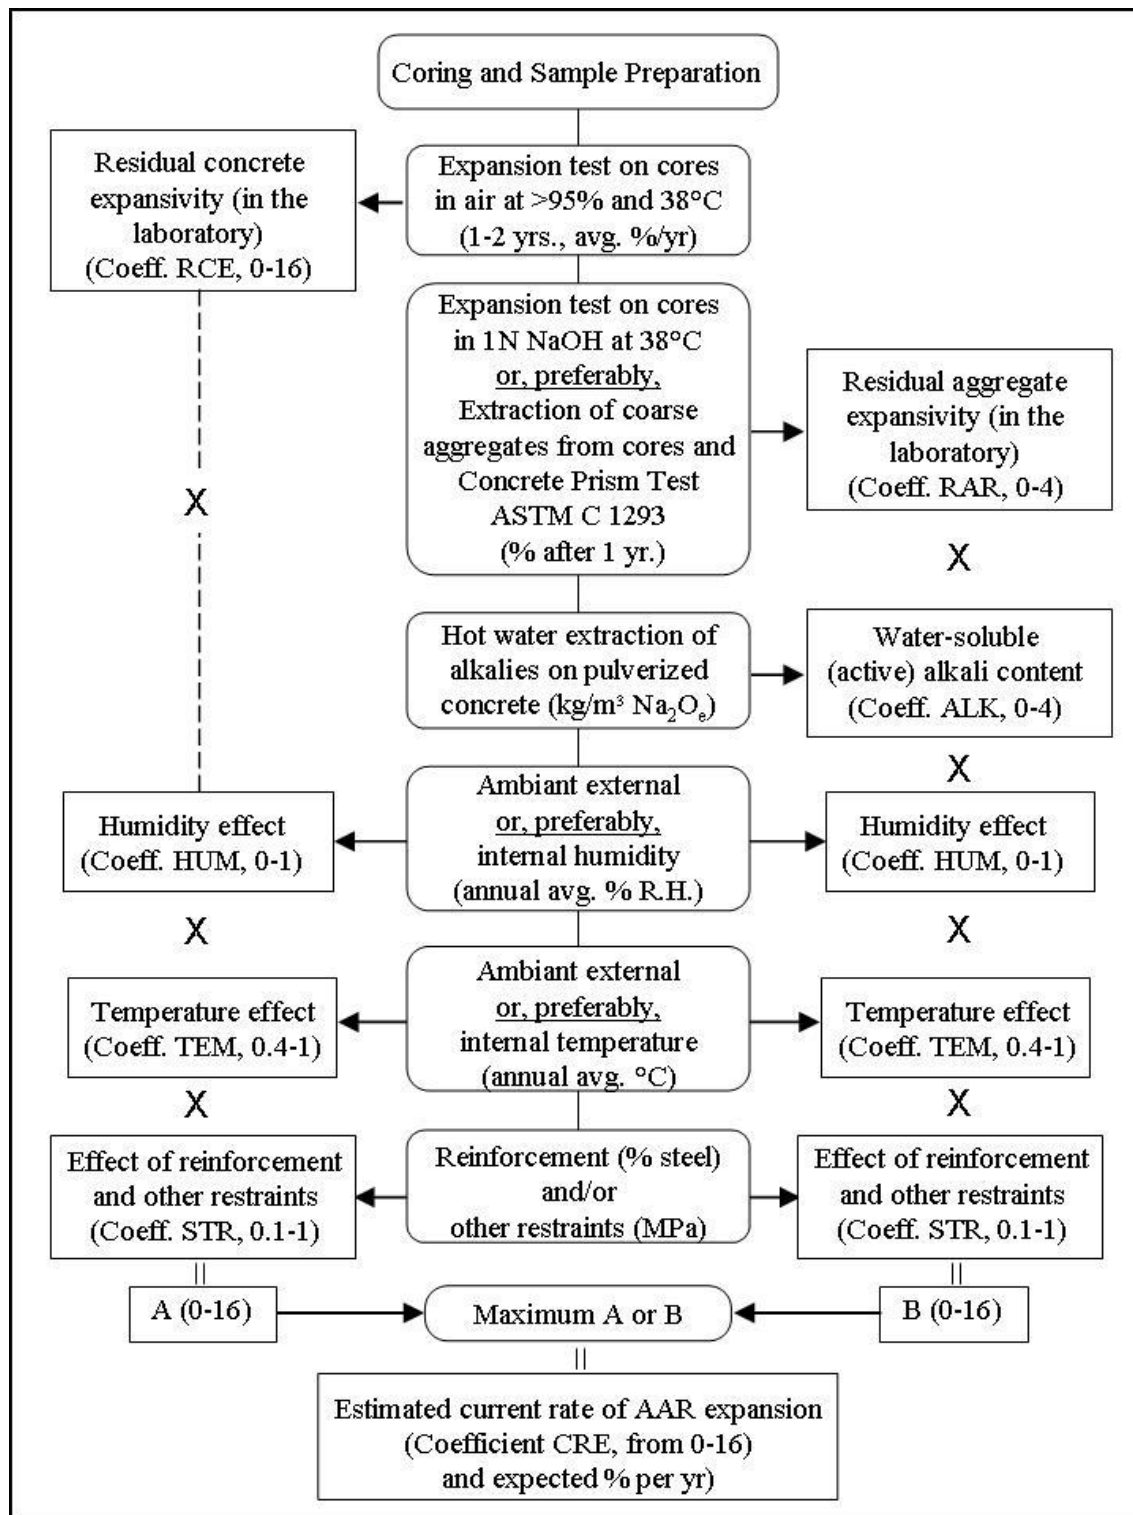 Coring and Sample Preparation
Residual concrete
expansivity (in the
laboratory)
(Coeff. RCE, 0-16)
Expansion test on cores
in air at >95% and 38°C
(1-2 yrs., avg. %/yr)
Expansion test on cores
in 1N NaOH at 38°C
or, preferably,
Extraction of coarse
aggregates from cores and
Concrete Prism Test
ASTM C 1293
(% after 1 yr.)
Residual aggregate
expansivity (in the
laboratory)
(Coeff. RAR, 0-4)
X
X
Hot water extraction of
alkalies on pulverized
concrete (kg/m³ Na₂Oₑ)
Water-soluble
(active) alkali content
(Coeff. ALK, 0-4)
X
Humidity effect
(Coeff. HUM, 0-1)
Ambiant external
or, preferably,
internal humidity
(annual avg. % R.H.)
Humidity effect
(Coeff. HUM, 0-1)
X
X
Temperature effect
(Coeff. TEM, 0.4-1)
Ambiant external
or, preferably,
internal temperature
(annual avg. °C)
Temperature effect
(Coeff. TEM, 0.4-1)
X
X
Effect of reinforcement
and other restraints
(Coeff. STR, 0.1-1)
Reinforcement (% steel)
and/or
other restraints (MPa)
Effect of reinforcement
and other restraints
(Coeff. STR, 0.1-1)
=
=
A (0-16)
Maximum A or B
B (0-16)
=
Estimated current rate of AAR expansion
(Coefficient CRE, from 0-16)
and expected % per yr)